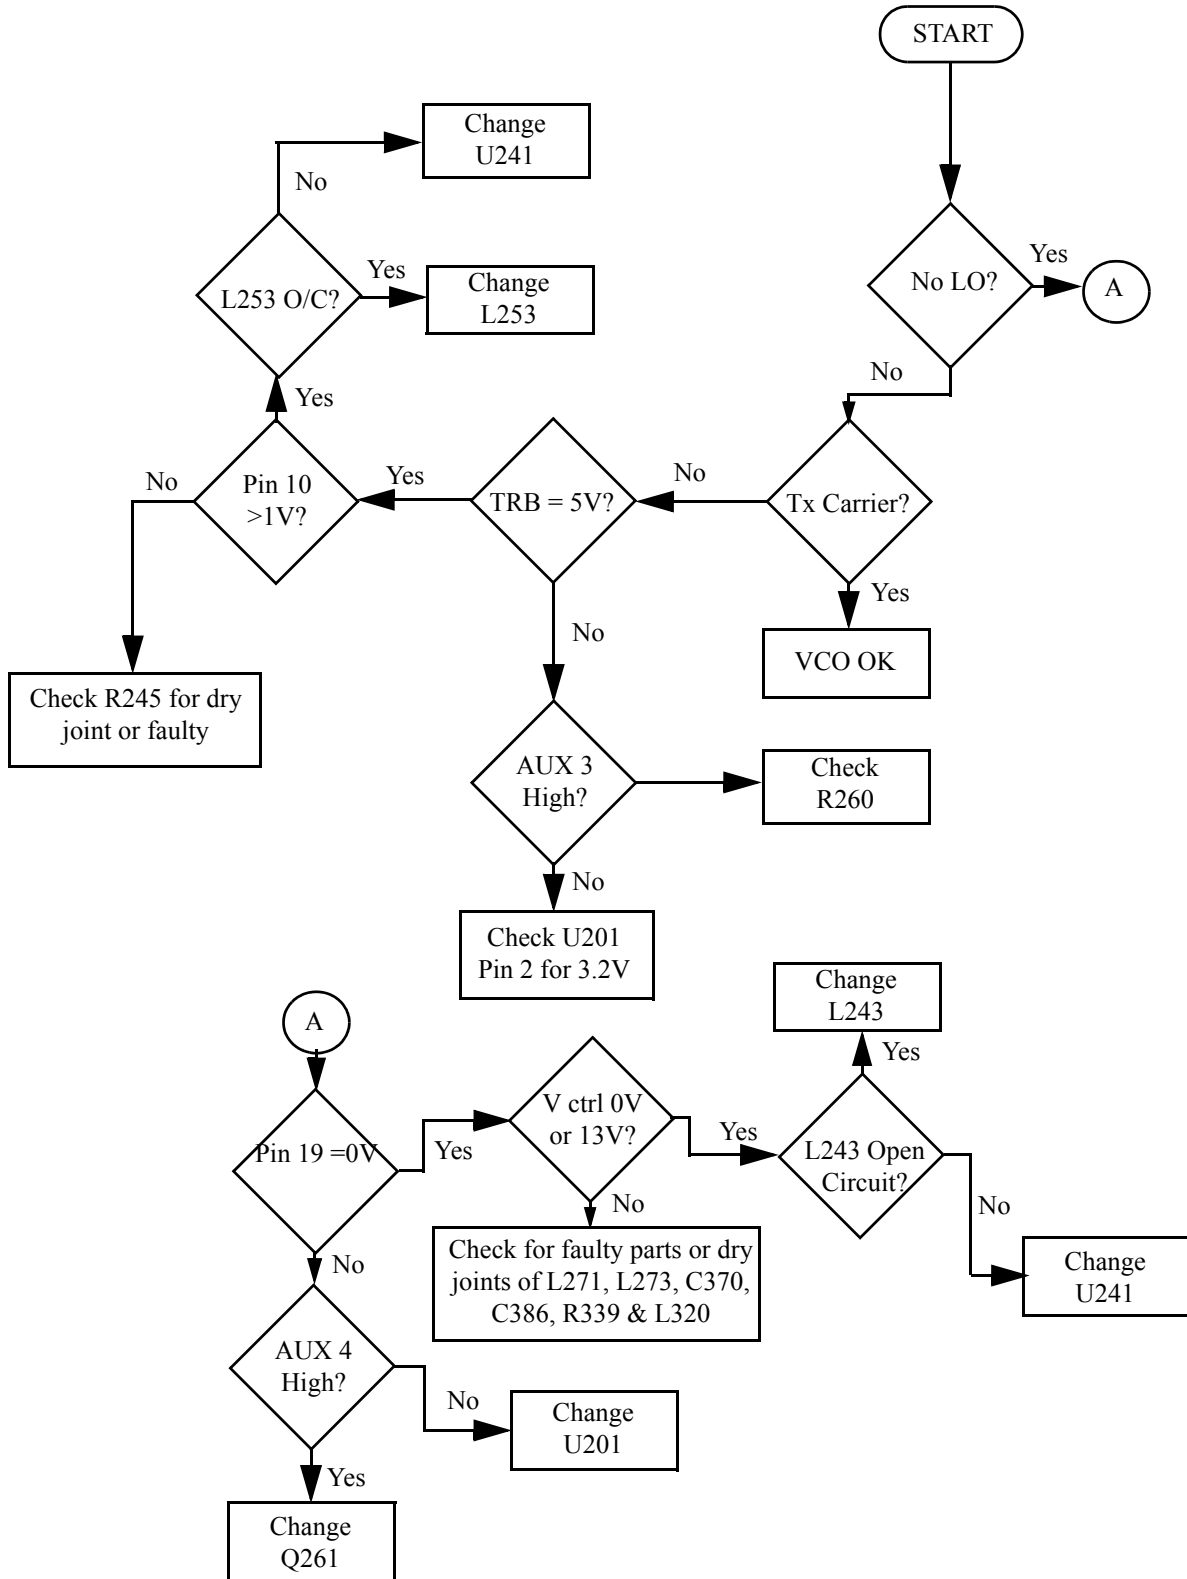 START
No LO?
Yes
A
No
Tx Carrier?
Yes
VCO OK
No
TRB = 5V?
Yes
Pin 10
>1V?
Yes
L253 O/C?
Yes
Change
L253
No
Change
U241
No
Check R245 for dry
joint or faulty
No
AUX 3
High?
Check
R260
No
Check U201
Pin 2 for 3.2V
A
Pin 19 =0V
Yes
V ctrl 0V
or 13V?
Yes
L243 Open
Circuit?
Yes
Change
L243
No
Change
U241
No
Check for faulty parts or dry
joints of L271, L273, C370,
C386, R339 & L320
No
AUX 4
High?
No
Change
U201
Yes
Change
Q261